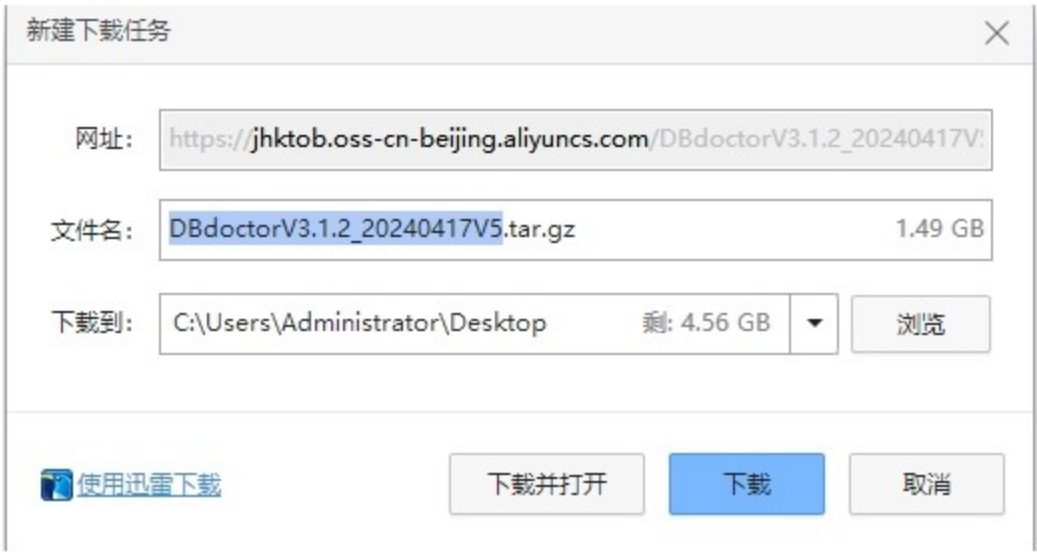 新建下载任务
网址： https://jhktob.oss-cn-beijing.aliyuncs.com/DBdoctorV3.1.2_20240417V
文件名： DBdoctorV3.1.2_20240417V5.tar.gz 1.49 GB
下载到： C:\Users\Administrator\Desktop 剩: 4.56 GB 浏览
使用迅雷下载 下载并打开 下载 取消